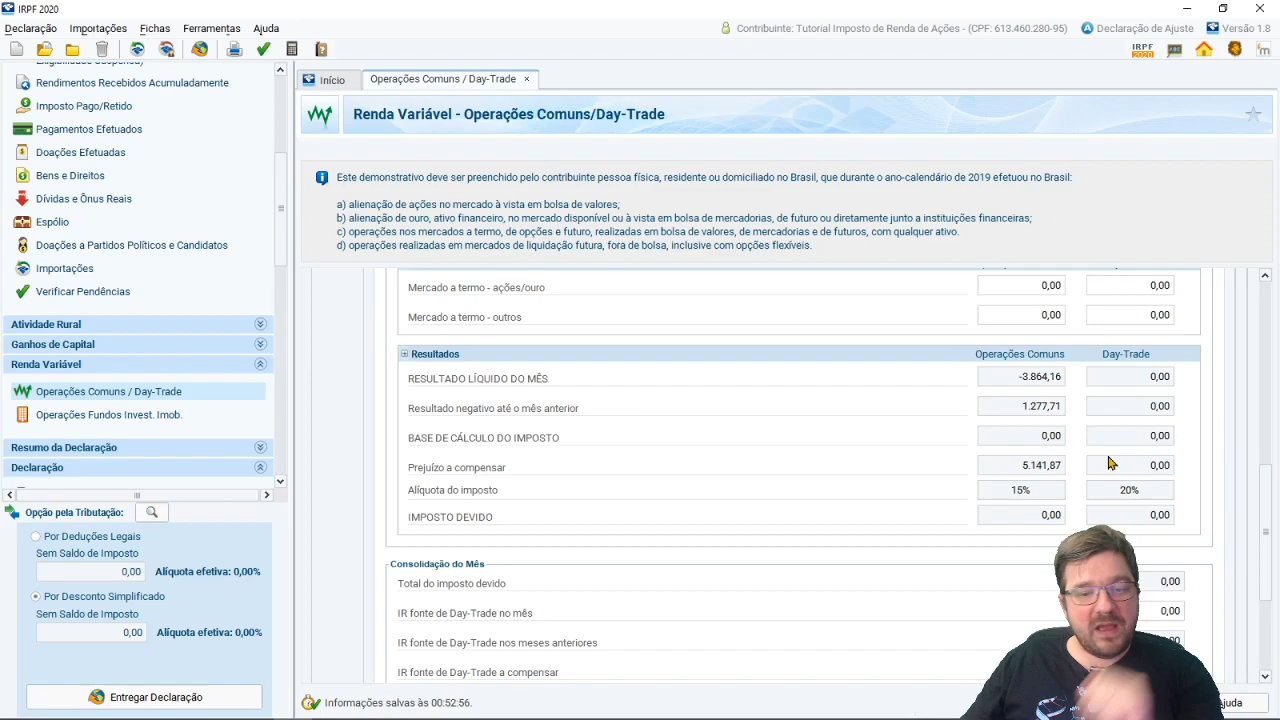 IRPF 2020
Declaração Importações Fichas Ferramentas Ajuda
Contribuinte: Tutorial Imposto de Renda de Ações - (CPF: 613.460.280-95) Declaração de Ajuste Versão 1.8
IRPF
2020
Rendimentos Recebidos Acumuladamente
Imposto Pago/Retido
Pagamentos Efetuados
Doações Efetuadas
Bens e Direitos
Dívidas e Ônus Reais
Espólio
Doações a Partidos Políticos e Candidatos
Importações
Verificar Pendências
Atividade Rural
Ganhos de Capital
Renda Variável
Operações Comuns / Day-Trade
Operações Fundos Invest. Imob.
Resumo da Declaração
Declaração
Opção pela Tributação:
Por Deduções Legais
Sem Saldo de Imposto
0,00 Alíquota efetiva: 0,00%
Por Desconto Simplificado
Sem Saldo de Imposto
0,00 Alíquota efetiva: 0,00%
Entregar Declaração
Início Operações Comuns / Day-Trade ×
Renda Variável - Operações Comuns/Day-Trade
Este demonstrativo deve ser preenchido pelo contribuinte pessoa física, residente ou domiciliado no Brasil, que durante o ano-calendário de 2019 efetuou no Brasil:
a) alienação de ações no mercado à vista em bolsa de valores;
b) alienação de ouro, ativo financeiro, no mercado disponível ou à vista em bolsa de mercadorias, de futuro ou diretamente junto a instituições financeiras;
c) operações nos mercados a termo, de opções e futuro, realizadas em bolsa de valores, de mercadorias e de futuros, com qualquer ativo.
d) operações realizadas em mercados de liquidação futura, fora de bolsa, inclusive com opções flexíveis.
Mercado a termo - ações/ouro 0,00 0,00
Mercado a termo - outros 0,00 0,00
Resultados Operações Comuns Day-Trade
RESULTADO LÍQUIDO DO MÊS -3.864,16 0,00
Resultado negativo até o mês anterior 1.277,71 0,00
BASE DE CÁLCULO DO IMPOSTO 0,00 0,00
Prejuízo a compensar 5.141,87 0,00
Alíquota do imposto 15% 20%
IMPOSTO DEVIDO 0,00 0,00
Consolidação do Mês
Total do imposto devido 0,00
IR fonte de Day-Trade no mês 0,00
IR fonte de Day-Trade nos meses anteriores
IR fonte de Day-Trade a compensar
Informações salvas às 00:52:56.